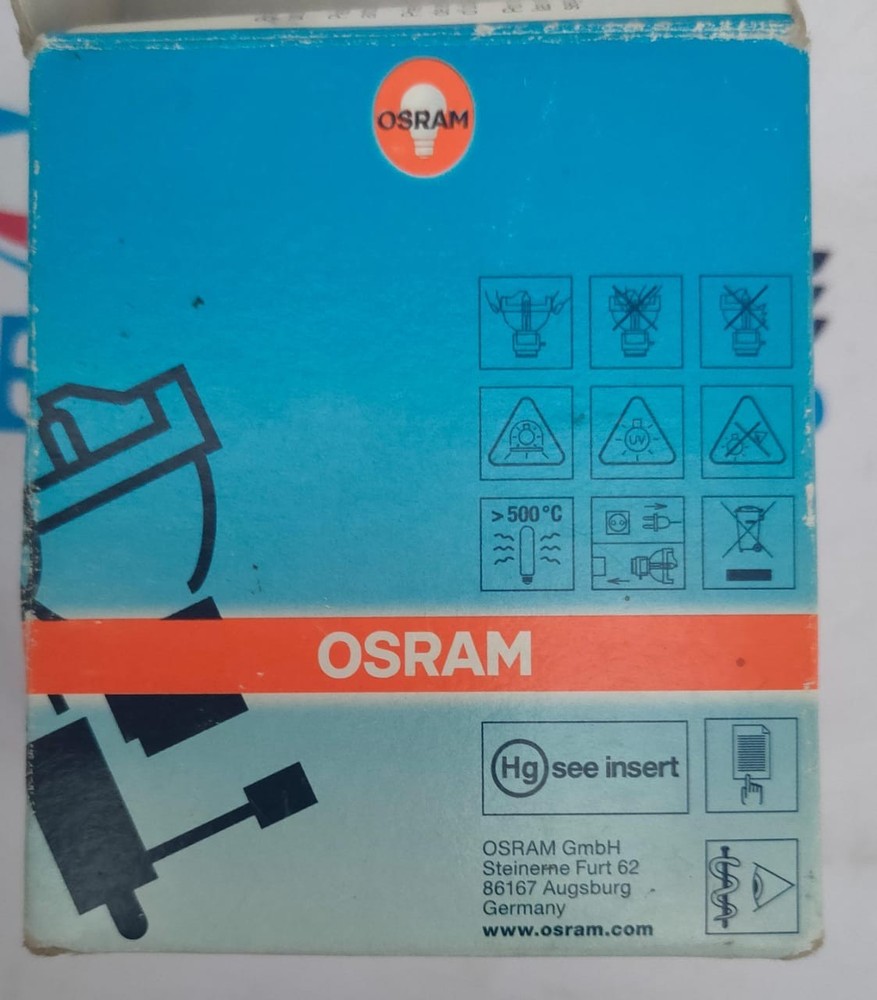 OSRAM
UV
> 500 °C
OSRAM
Hg see insert
OSRAM GmbH
Steinerne Furt 62
86167 Augsburg
Germany
www.osram.com